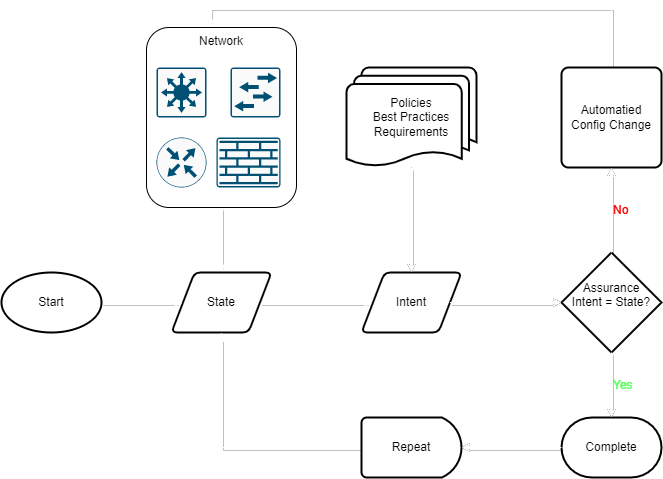 Network
Policies
Best Practices
Requirements
Automatied
Config Change
No
Start
State
Intent
Assurance
Intent = State?
Yes
Repeat
Complete